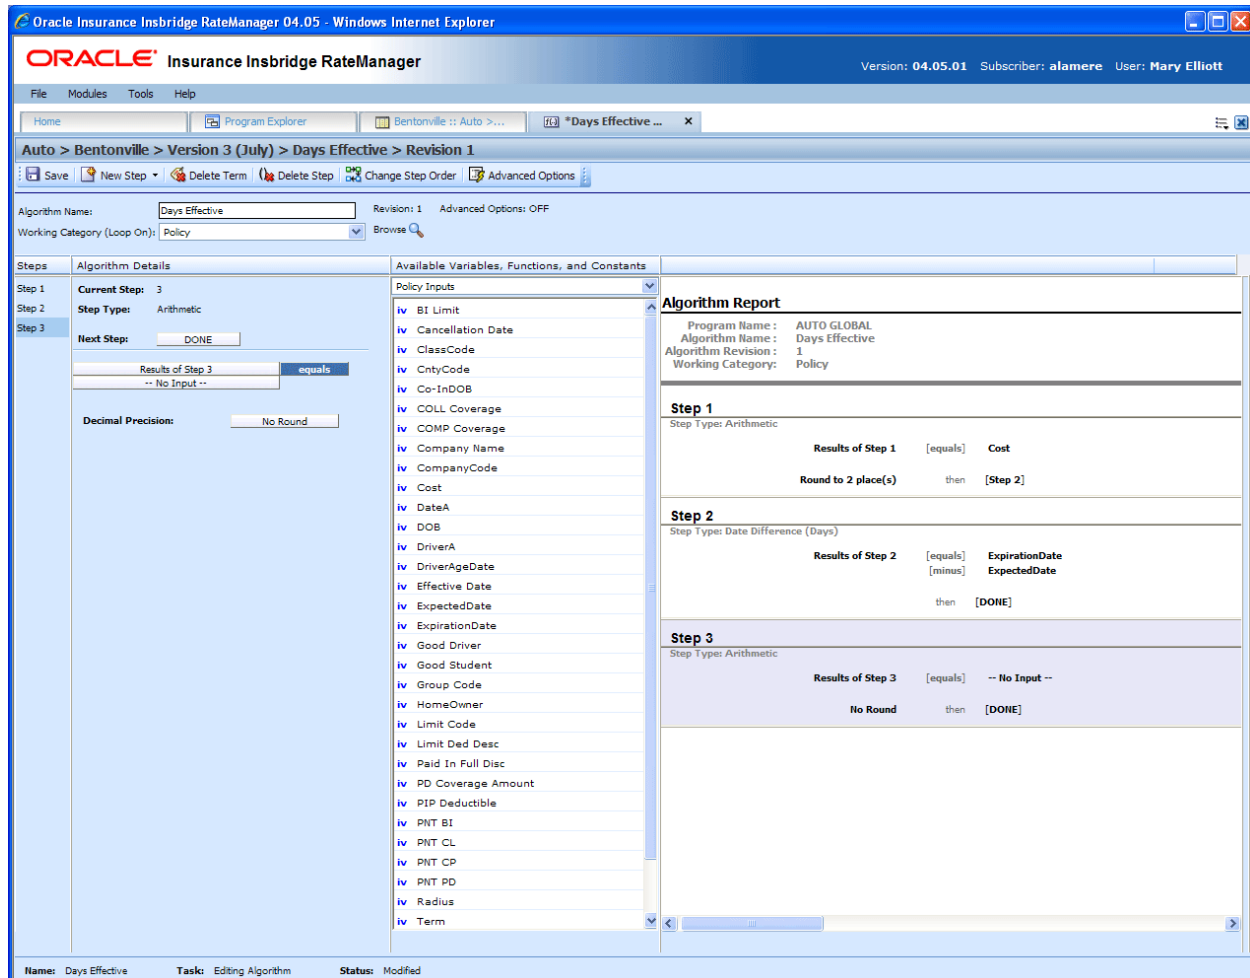 Oracle Insurance Insbridge RateManager 04.05 - Windows Internet Explorer
ORACLE Insurance Insbridge RateManager
Version: 04.05.01 Subscriber: alamere User: Mary Elliott
File Modules Tools Help
Home Program Explorer Bentonville :: Auto >... f(x) *Days Effective ... x
Auto > Bentonville > Version 3 (July) > Days Effective > Revision 1
Save New Step Delete Term Delete Step Change Step Order Advanced Options
Algorithm Name: Days Effective Revision: 1 Advanced Options: OFF
Working Category (Loop On): Policy Browse
Steps
Step 1
Step 2
Step 3
Algorithm Details
Current Step: 3
Step Type: Arithmetic
Next Step: DONE
Results of Step 3 equals
-- No Input --
Decimal Precision: No Round
Available Variables, Functions, and Constants
Policy Inputs
iv BI Limit
iv Cancellation Date
iv ClassCode
iv CntyCode
iv Co-InDOB
iv COLL Coverage
iv COMP Coverage
iv Company Name
iv CompanyCode
iv Cost
iv DateA
iv DOB
iv DriverA
iv DriverAgeDate
iv Effective Date
iv ExpectedDate
iv ExpirationDate
iv Good Driver
iv Good Student
iv Group Code
iv HomeOwner
iv Limit Code
iv Limit Ded Desc
iv Paid In Full Disc
iv PD Coverage Amount
iv PIP Deductible
iv PNT BI
iv PNT CL
iv PNT CP
iv PNT PD
iv Radius
iv Term
Algorithm Report
Program Name : AUTO GLOBAL
Algorithm Name : Days Effective
Algorithm Revision : 1
Working Category: Policy
Step 1
Step Type: Arithmetic
Results of Step 1 [equals] Cost
Round to 2 place(s) then [Step 2]
Step 2
Step Type: Date Difference (Days)
Results of Step 2 [equals] ExpirationDate
[minus] ExpectedDate
then [DONE]
Step 3
Step Type: Arithmetic
Results of Step 3 [equals] -- No Input --
No Round then [DONE]
Name: Days Effective Task: Editing Algorithm Status: Modified